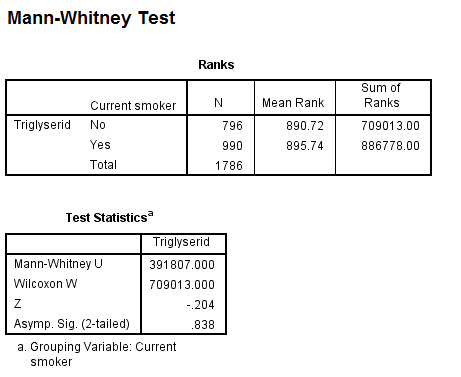 Mann-Whitney Test
Ranks
Current smoker N Mean Rank Sum of Ranks
Triglyserid No 796 890.72 709013.00
Yes 990 895.74 886778.00
Total 1786
Test Statisticsa
Triglyserid
Mann-Whitney U 391807.000
Wilcoxon W 709013.000
Z -.204
Asymp. Sig. (2-tailed) .838
a. Grouping Variable: Current
smoker